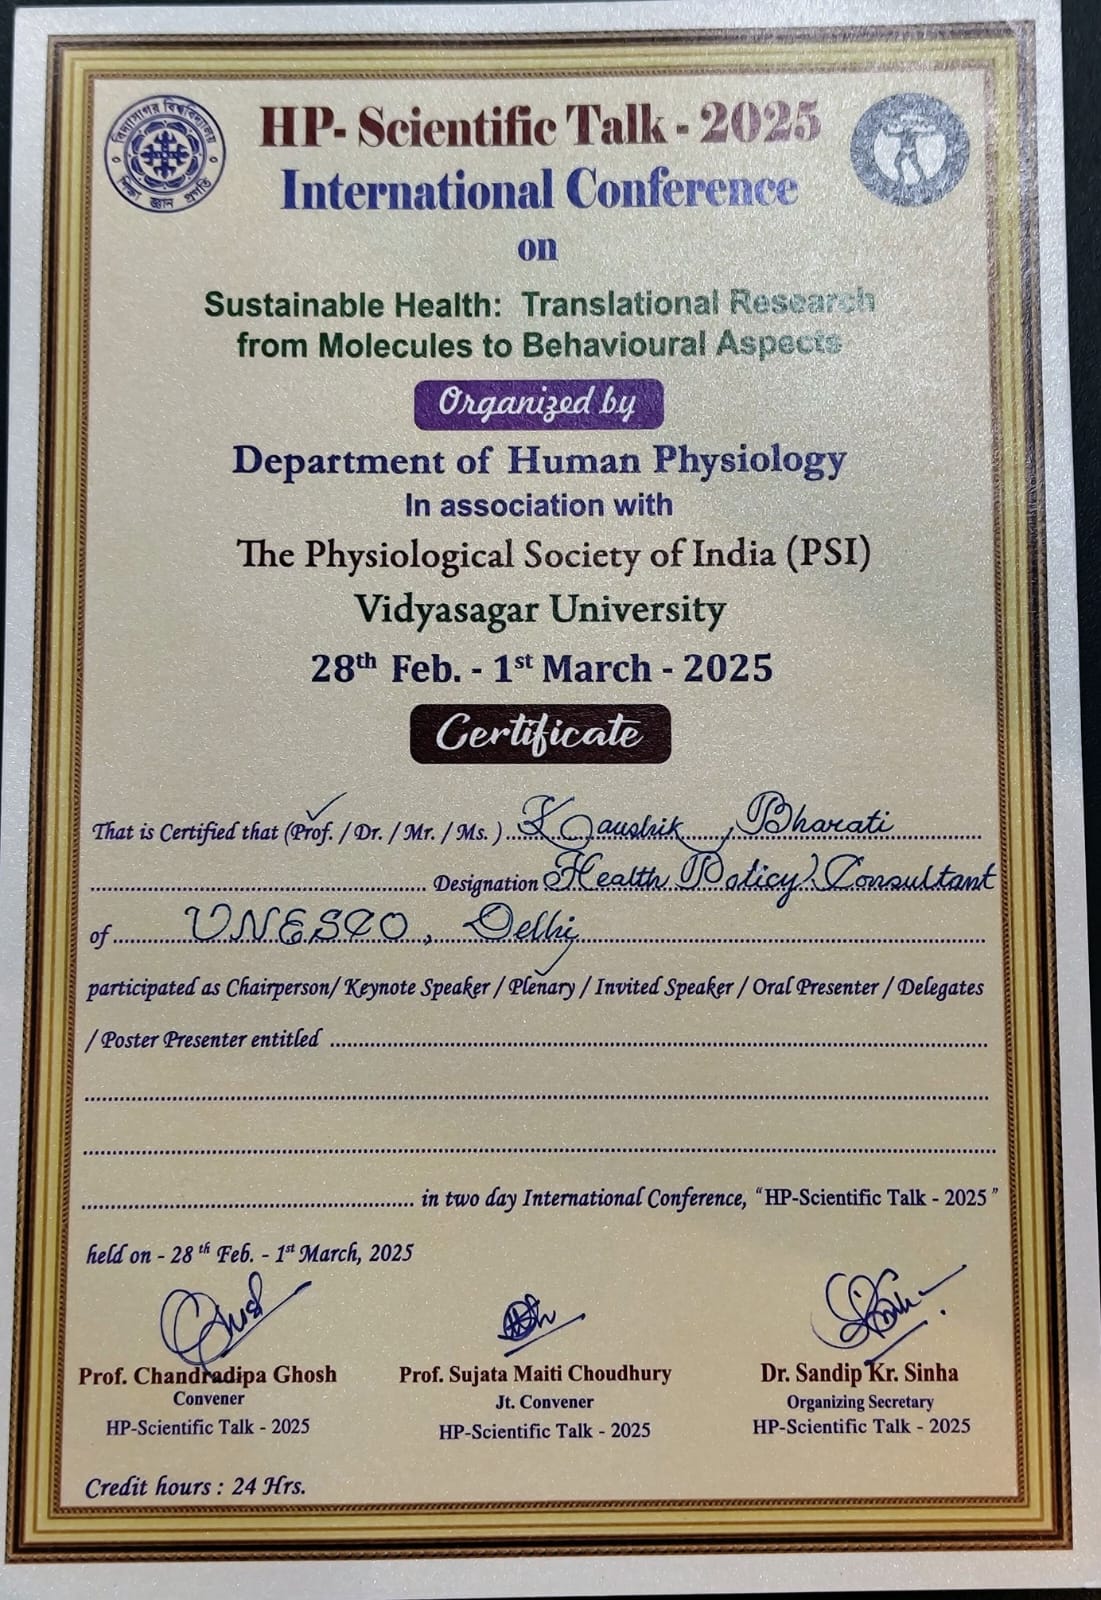 বিদ্যাসাগর বিশ্ববিদ্যালয়
শিক্ষা জ্ঞান প্রগতি
HP- Scientific Talk - 2025
International Conference
on
Sustainable Health: Translational Research
from Molecules to Behavioural Aspects
Organized by
Department of Human Physiology
In association with
The Physiological Society of India (PSI)
Vidyasagar University
28th Feb. - 1st March - 2025
Certificate
That is Certified that (Prof. / Dr. / Mr. / Ms. ) Kaushik Bharati
Designation Health Policy Consultant
of UNESCO, Delhi
participated as Chairperson/ Keynote Speaker / Plenary / Invited Speaker / Oral Presenter / Delegates
/ Poster Presenter entitled
in two day International Conference, “HP-Scientific Talk - 2025”
held on - 28th Feb. - 1st March, 2025
Prof. Chandradipa Ghosh Prof. Sujata Maiti Choudhury Dr. Sandip Kr. Sinha
Convener Jt. Convener Organizing Secretary
HP-Scientific Talk - 2025 HP-Scientific Talk - 2025 HP-Scientific Talk - 2025
Credit hours : 24 Hrs.